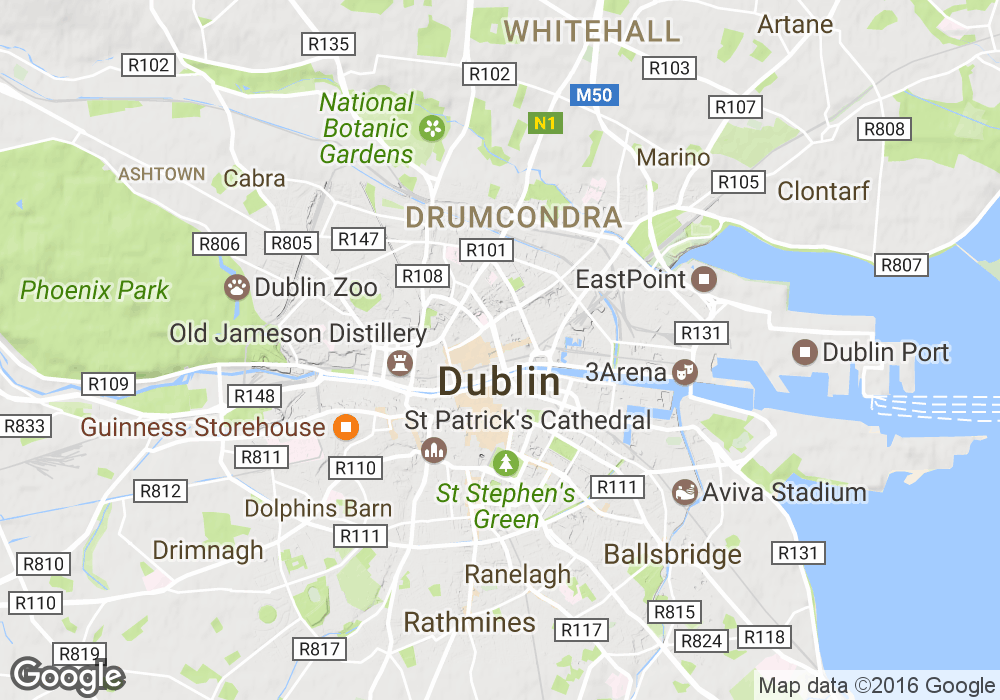 WHITEHALL
Artane
R135
R102
R102
R103
M50
R107
N1
R808
National
Botanic
Gardens
Marino
ASHTOWN
Cabra
R105
Clontarf
DRUMCONDRA
R806
R805
R147
R101
R108
R807
Phoenix Park
Dublin Zoo
EastPoint
Old Jameson Distillery
R131
Dublin Port
R109
R148
Dublin
3Arena
R833
Guinness Storehouse
St Patrick's Cathedral
R811
R110
R812
St Stephen's
Green
R111
Aviva Stadium
Dolphins Barn
R111
Drimnagh
Ballsbridge
R131
R810
Ranelagh
R110
Rathmines
R815
R117
R824
R118
R817
R819
Google
Map data ©2016 Google